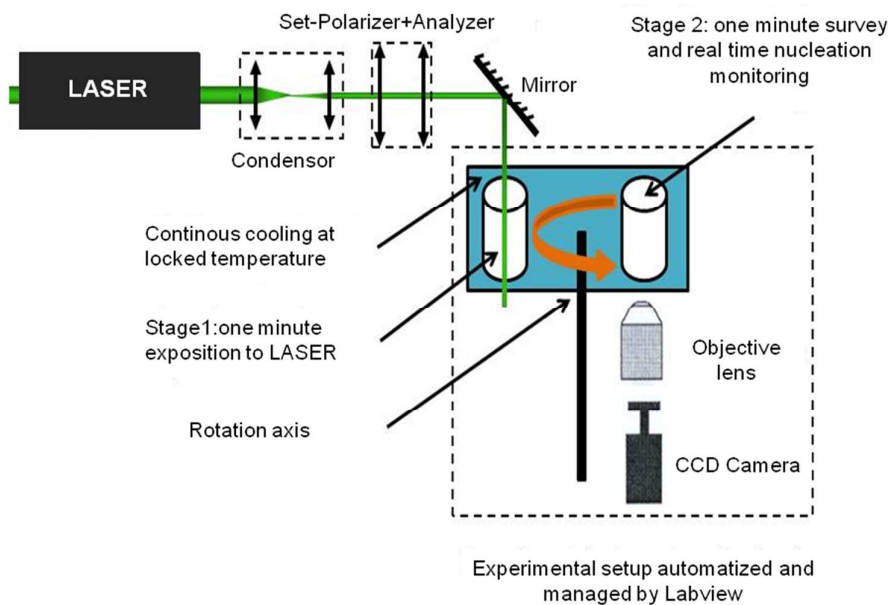 Set-Polarizer+Analyzer
Stage 2: one minute survey
and real time nucleation
monitoring
LASER
Mirror
Condensor
Continous cooling at
locked temperature
Stage1:one minute
exposition to LASER
Objective
lens
Rotation axis
CCD Camera
Experimental setup automatized and
managed by Labview